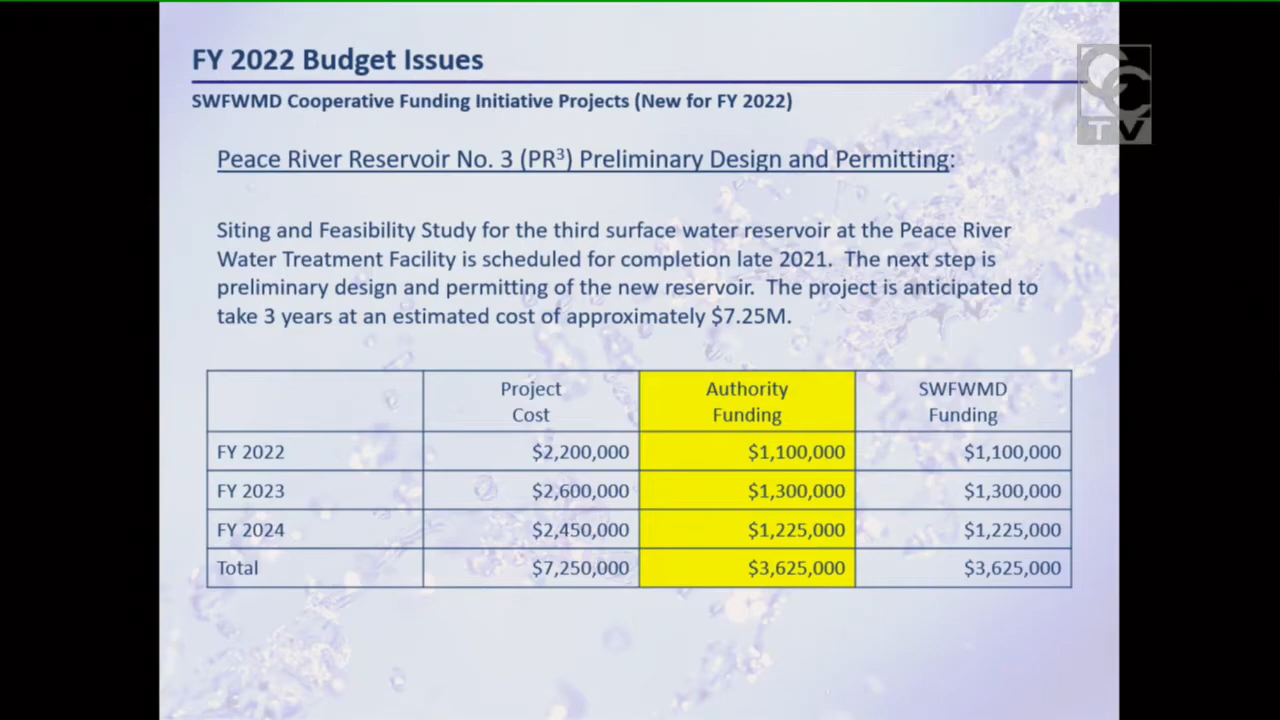 FY 2022 Budget Issues
SWFWMD Cooperative Funding Initiative Projects (New for FY 2022)
CC
TV
Peace River Reservoir No. 3 (PR³) Preliminary Design and Permitting:
Siting and Feasibility Study for the third surface water reservoir at the Peace River
Water Treatment Facility is scheduled for completion late 2021. The next step is
preliminary design and permitting of the new reservoir. The project is anticipated to
take 3 years at an estimated cost of approximately $7.25M.
Project Authority SWFWMD
Cost Funding Funding
FY 2022 $2,200,000 $1,100,000 $1,100,000
FY 2023 $2,600,000 $1,300,000 $1,300,000
FY 2024 $2,450,000 $1,225,000 $1,225,000
Total $7,250,000 $3,625,000 $3,625,000